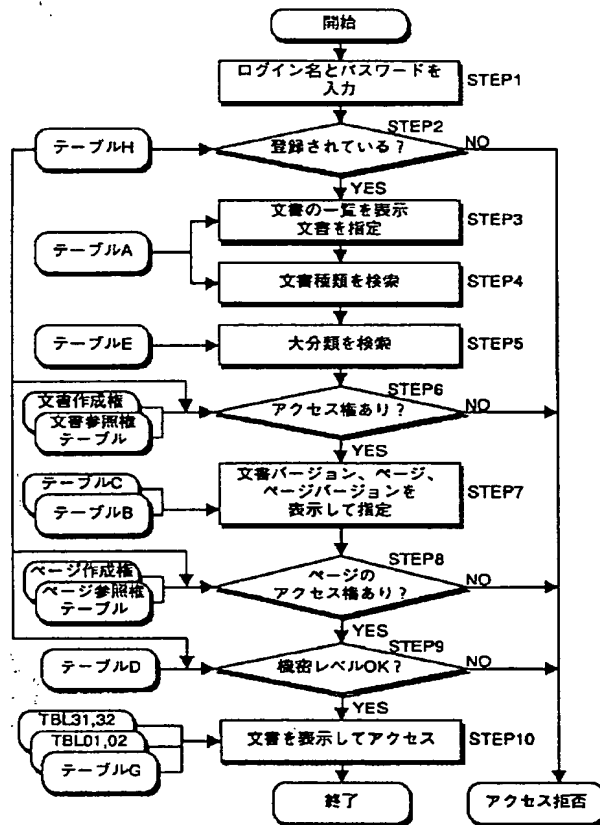 開始
ログイン名とパスワードを
入力
STEP1
STEP2
テーブルH
登録されている？
NO
YES
文書の一覧を表示
文書を指定
STEP3
テーブルA
文書種類を検索
STEP4
テーブルE
大分類を検索
STEP5
STEP6
文書作成権
文書参照権
テーブル
アクセス権あり？
NO
YES
テーブルC
テーブルB
文書バージョン、ページ、
ページバージョンを
表示して指定
STEP7
STEP8
ページ作成権
ページ参照権
テーブル
ページの
アクセス権あり？
NO
YES
STEP9
テーブルD
機密レベルOK？
NO
YES
TBL31,32
TBL01,02
テーブルG
文書を表示してアクセス
STEP10
終了
アクセス拒否